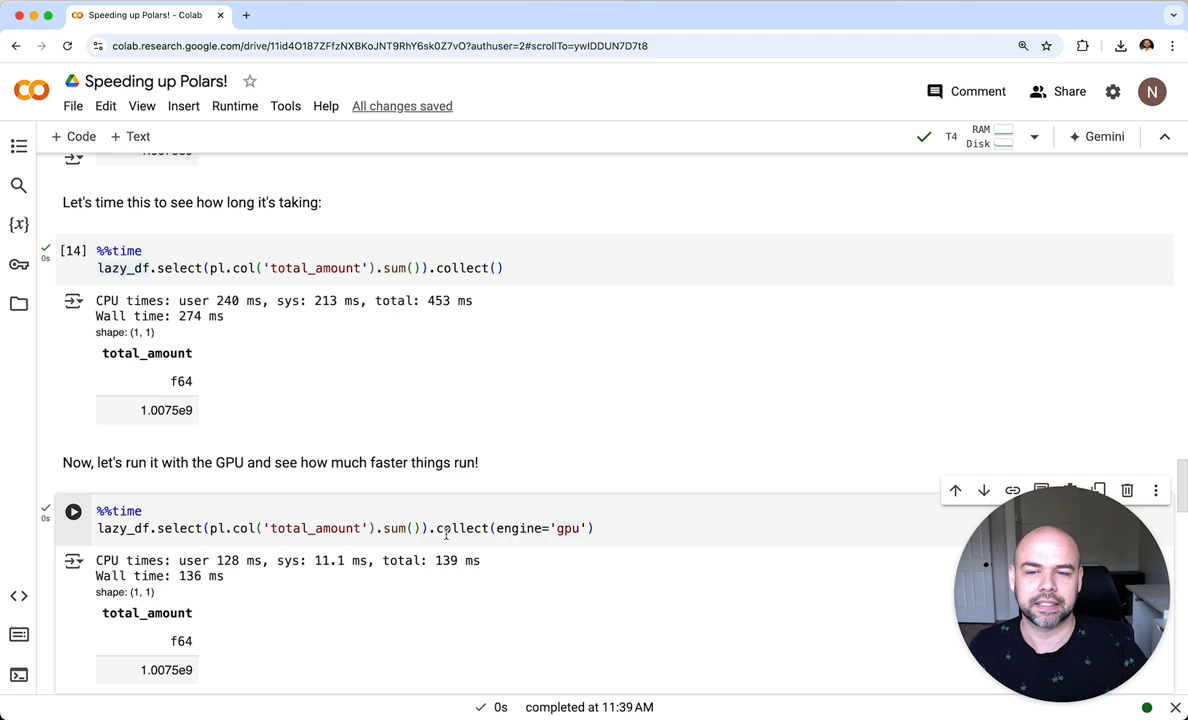 Speeding up Polars! - Colab
colab.research.google.com/drive/11id4O187ZFfzNXBKoJNT9RhY6sk0Z7vO?authuser=2#scrollTo=ywIDDUN7D7t8
Speeding up Polars!
File Edit View Insert Runtime Tools Help All changes saved
Comment Share N
+ Code + Text
T4 RAM Disk Gemini
Let's time this to see how long it's taking:
[14] %%time
0s
lazy_df.select(pl.col('total_amount').sum()).collect()
CPU times: user 240 ms, sys: 213 ms, total: 453 ms
Wall time: 274 ms
shape: (1, 1)
total_amount
f64
1.0075e9
Now, let's run it with the GPU and see how much faster things run!
%%time
0s
lazy_df.select(pl.col('total_amount').sum()).collect(engine='gpu')
CPU times: user 128 ms, sys: 11.1 ms, total: 139 ms
Wall time: 136 ms
shape: (1, 1)
total_amount
f64
1.0075e9
0s completed at 11:39 AM